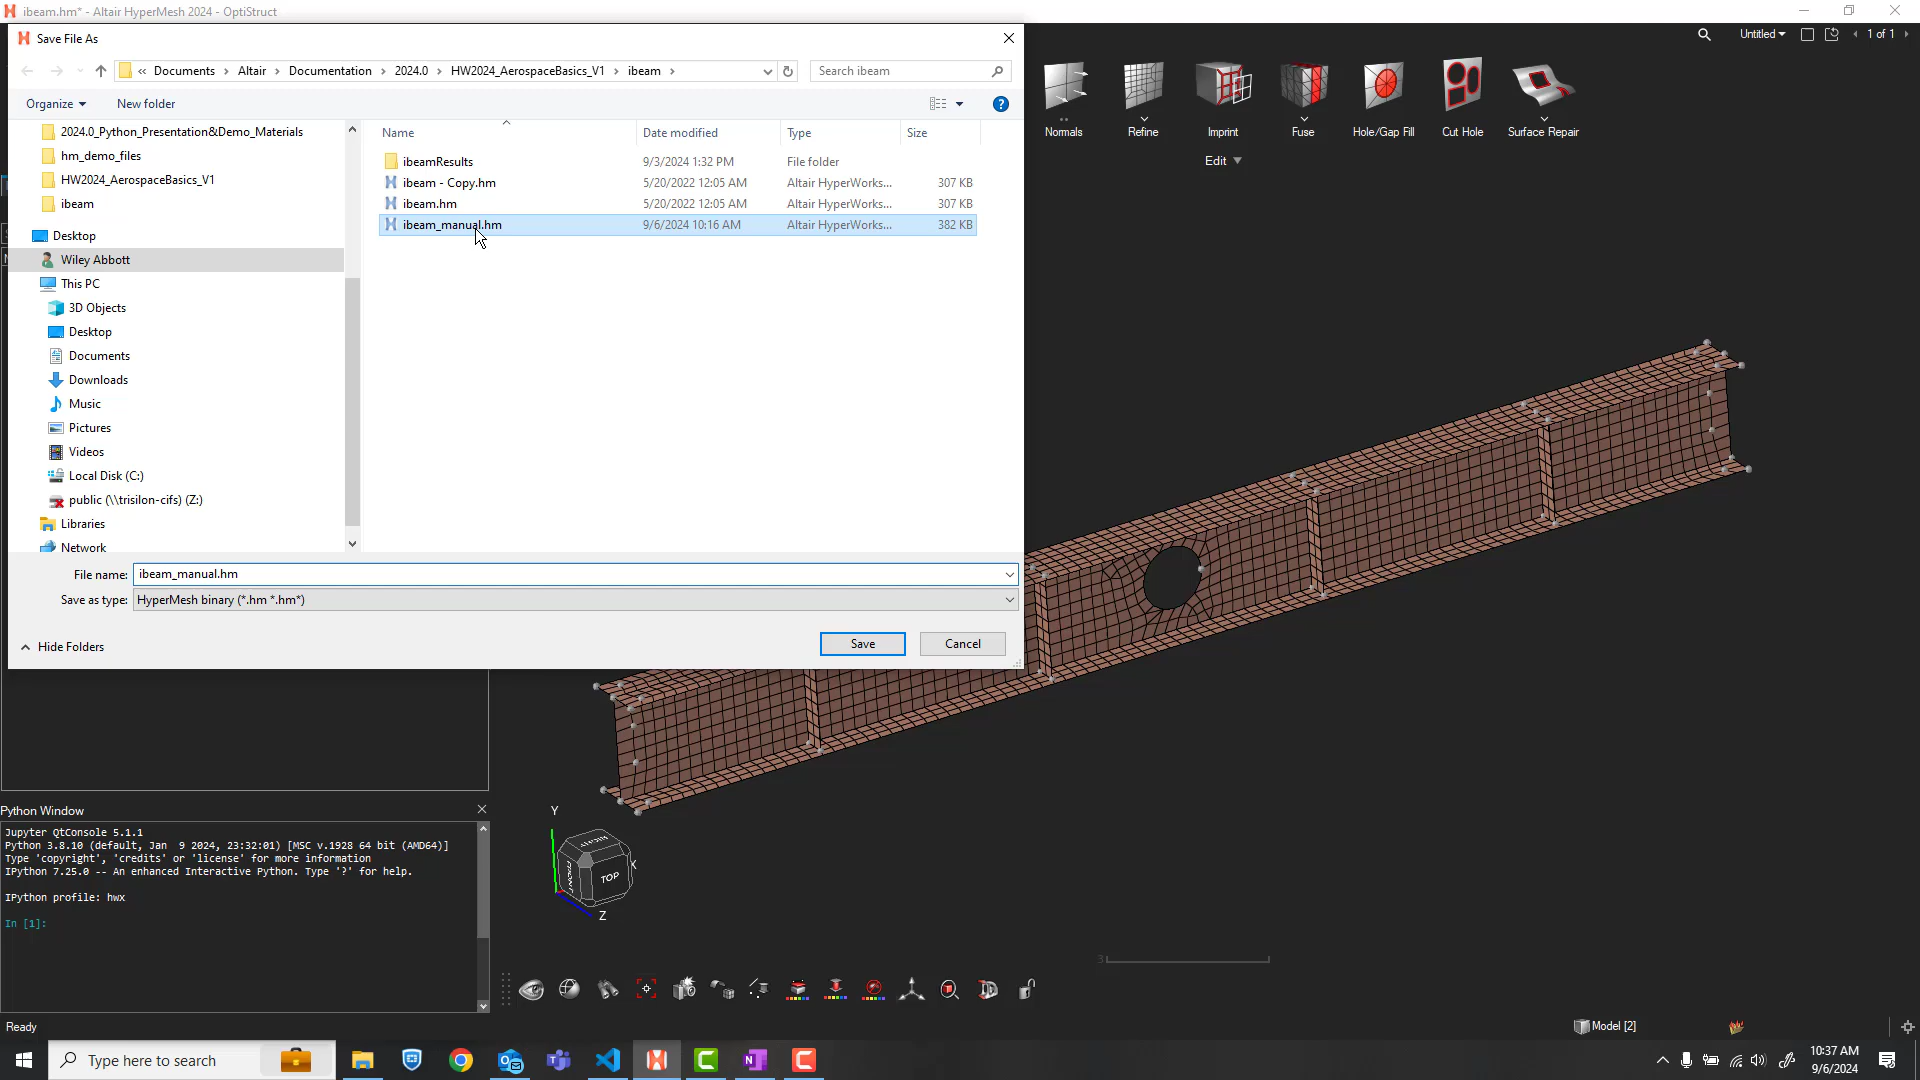 ibeam.hm* - Altair HyperMesh 2024 - OptiStruct
Save File As
« Documents › Altair › Documentation › 2024.0 › HW2024_AerospaceBasics_V1 › ibeam ›
Search ibeam
Organize
New folder
2024.0_Python_Presentation&Demo_Materials
hm_demo_files
HW2024_AerospaceBasics_V1
ibeam
Desktop
Wiley Abbott
This PC
3D Objects
Desktop
Documents
Downloads
Music
Pictures
Videos
Local Disk (C:)
public (\\trisilon-cifs) (Z:)
Libraries
Network
Name Date modified Type Size
ibeamResults 9/3/2024 1:32 PM File folder
ibeam - Copy.hm 5/20/2022 12:05 AM Altair HyperWorks... 307 KB
ibeam.hm 5/20/2022 12:05 AM Altair HyperWorks... 307 KB
ibeam_manual.hm 9/6/2024 10:16 AM Altair HyperWorks... 382 KB
File name: ibeam_manual.hm
Save as type: HyperMesh binary (*.hm *.hm*)
Hide Folders
Save
Cancel
Untitled
1 of 1
Normals
Refine
Imprint
Fuse
Hole/Gap Fill
Cut Hole
Surface Repair
Edit
Python Window
Jupyter QtConsole 5.1.1
Python 3.8.10 (default, Jan  9 2024, 23:32:01) [MSC v.1928 64 bit (AMD64)]
Type 'copyright', 'credits' or 'license' for more information
IPython 7.25.0 -- An enhanced Interactive Python. Type '?' for help.
IPython profile: hwx
In [1]:
Y
X
Z
FRONT
TOP
3
Ready
Model [2]
Type here to search
10:37 AM
9/6/2024